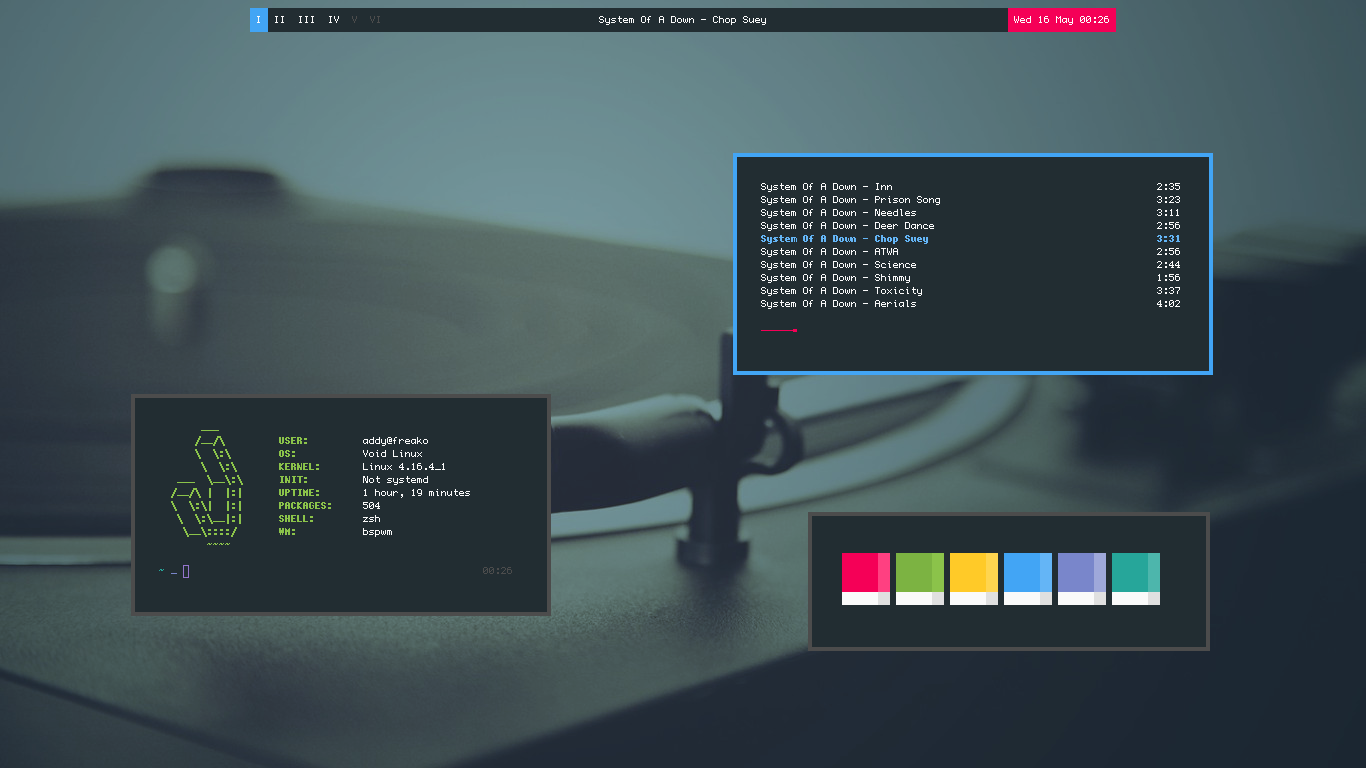 I II III IV V VI System Of A Down - Chop Suey Wed 16 May 00:26
System Of A Down - Inn 2:35
System Of A Down - Prison Song 3:23
System Of A Down - Needles 3:11
System Of A Down - Deer Dance 2:56
System Of A Down - Chop Suey 3:31
System Of A Down - ATWA 2:56
System Of A Down - Science 2:44
System Of A Down - Shimmy 1:56
System Of A Down - Toxicity 3:37
System Of A Down - Aerials 4:02
USER: addy@freako
OS: Void Linux
KERNEL: Linux 4.16.4_1
INIT: Not systemd
UPTIME: 1 hour, 19 minutes
PACKAGES: 504
SHELL: zsh
WM: bspwm
~ _ 00:26